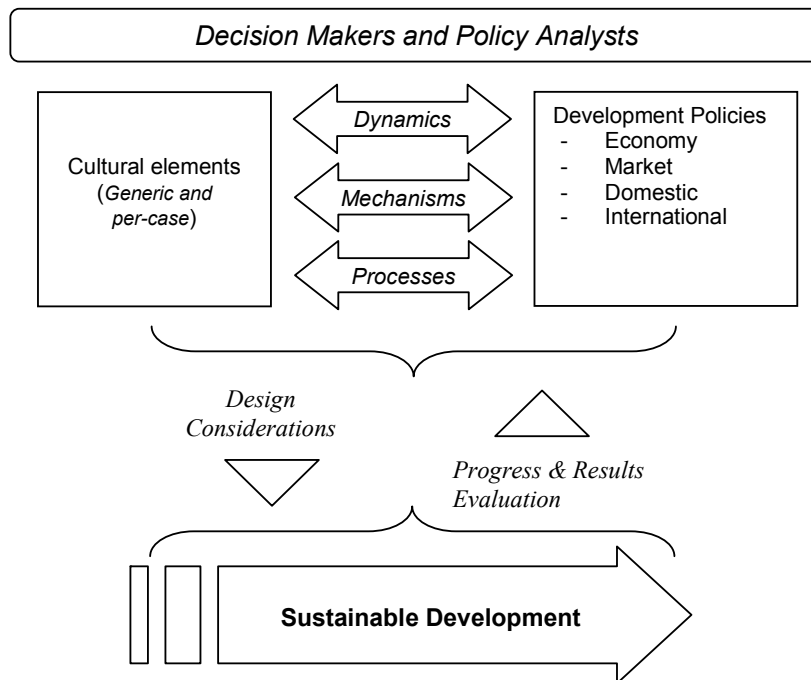 Decision Makers and Policy Analysts
Cultural elements
(Generic and
per-case)
Dynamics
Mechanisms
Processes
Development Policies
- Economy
- Market
- Domestic
- International
Design
Considerations
Progress & Results
Evaluation
Sustainable Development